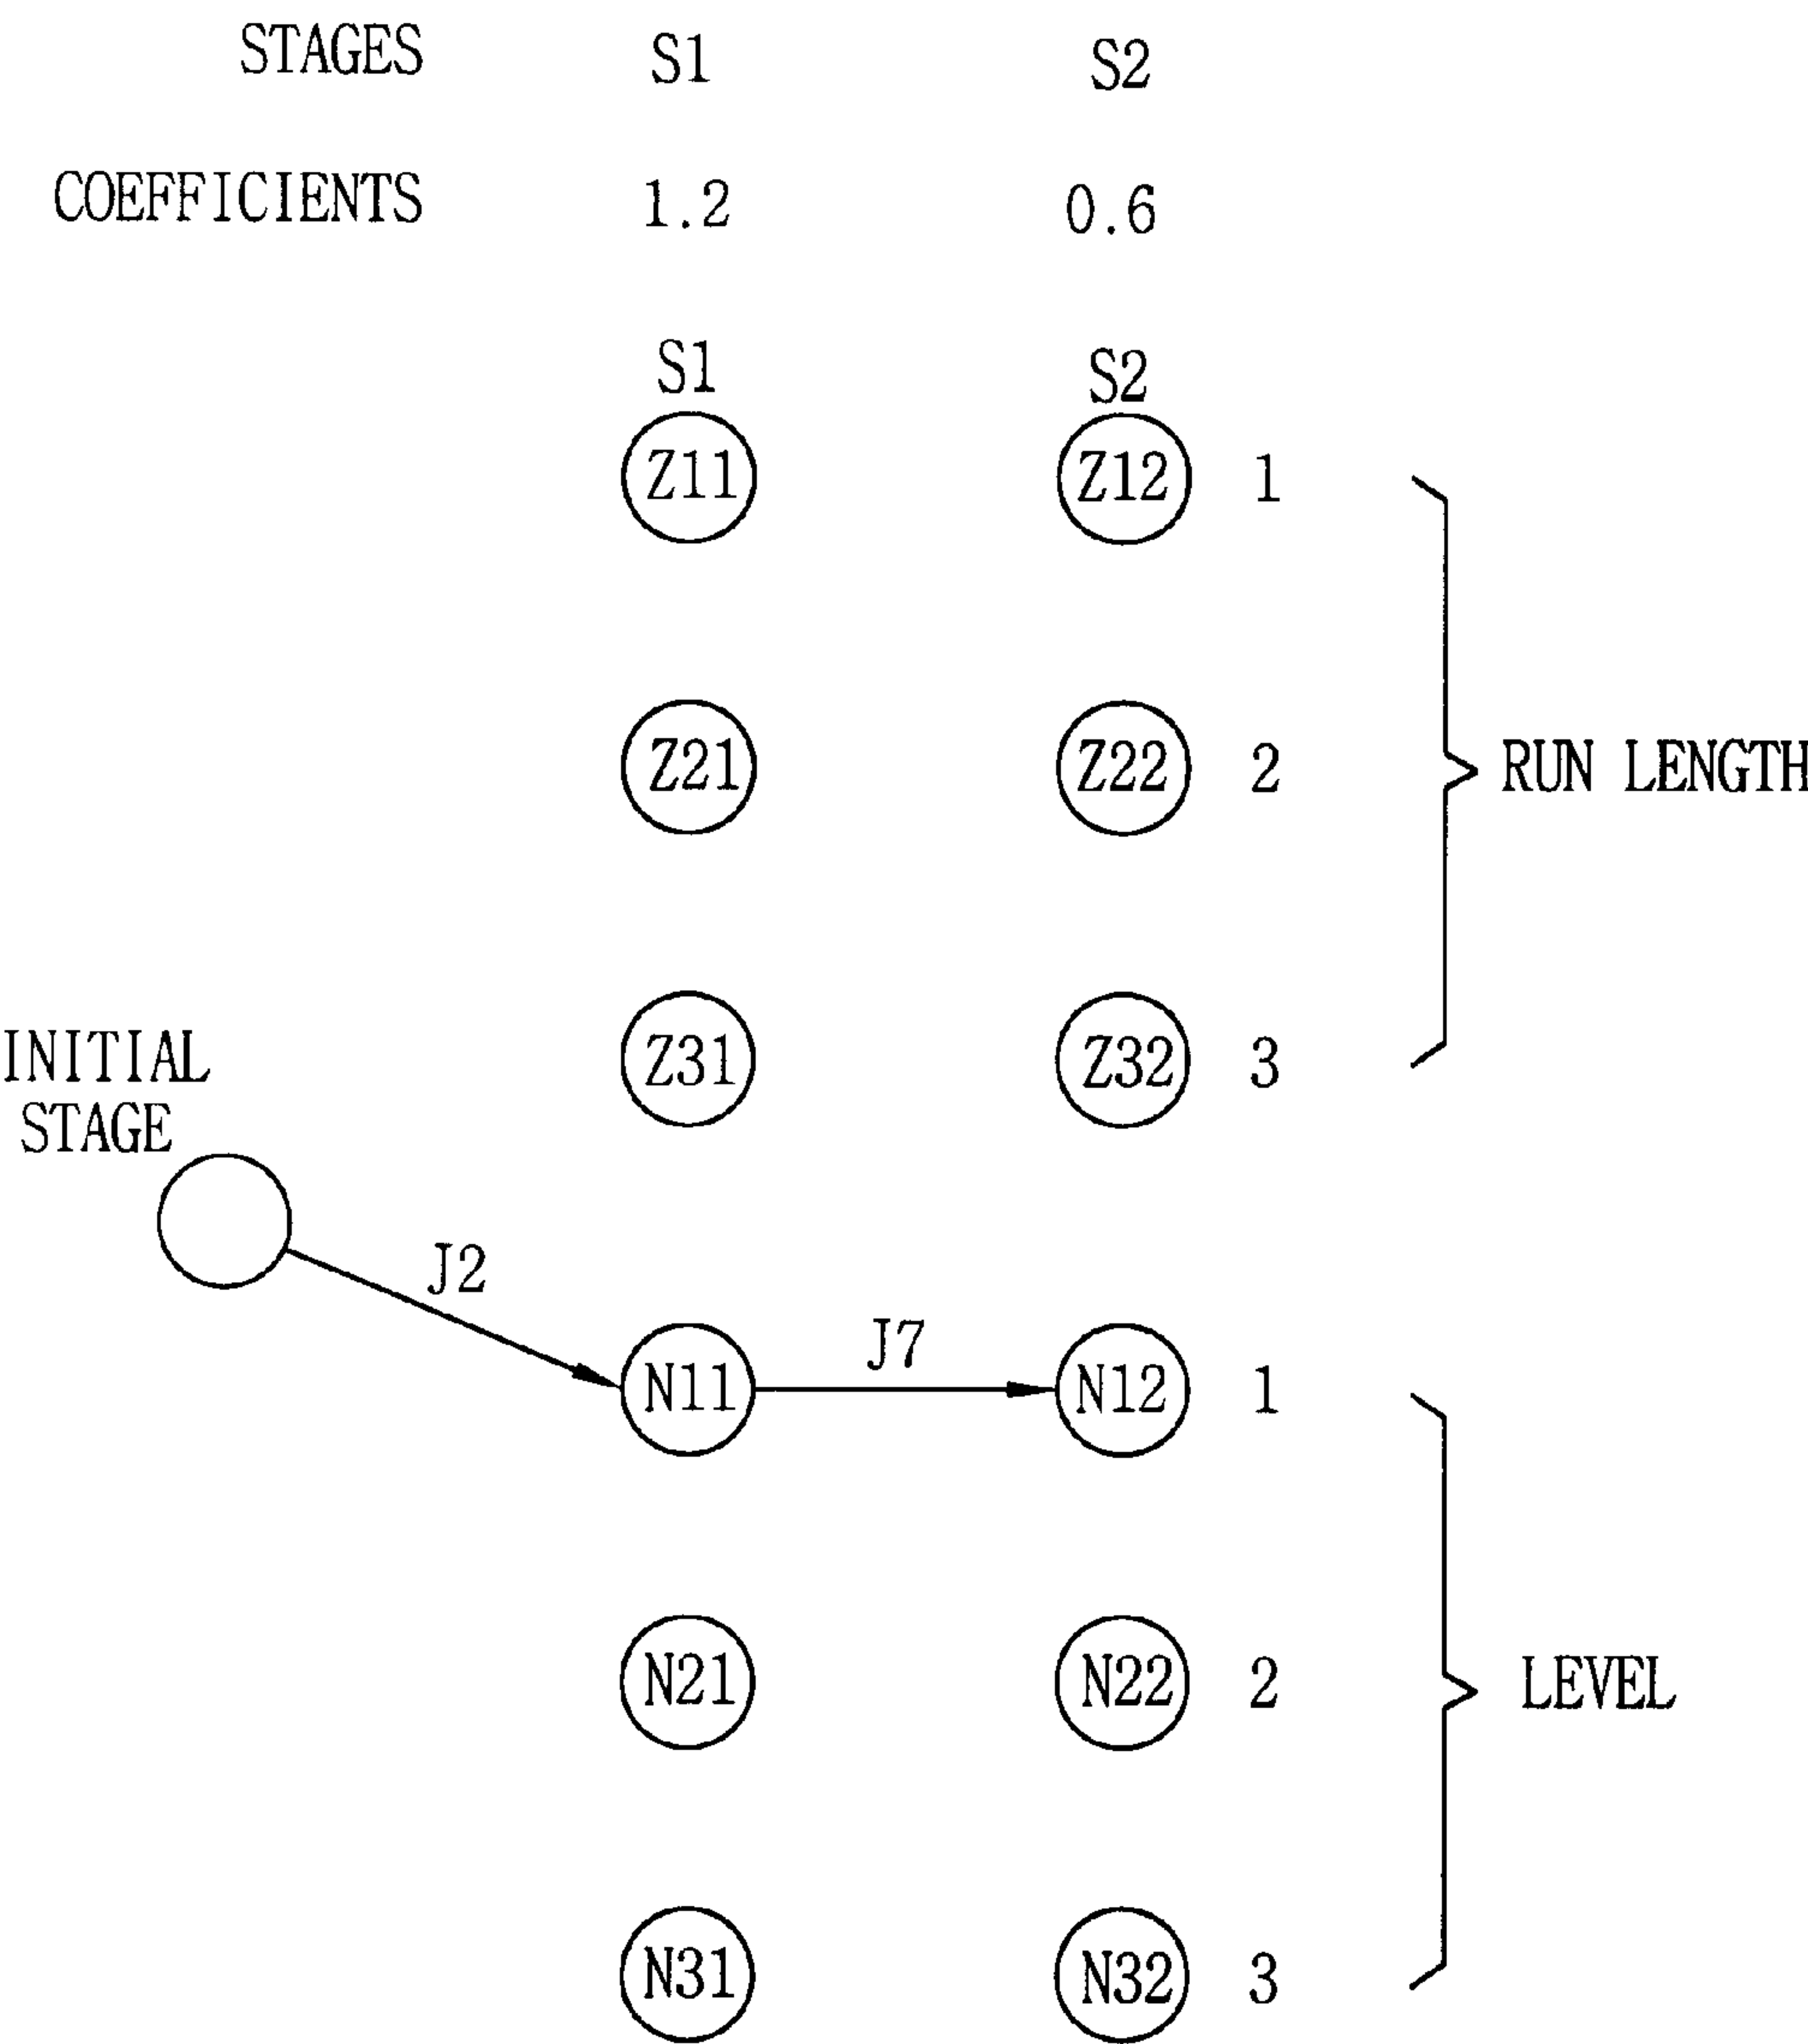 STAGES S1 S2
COEFFICIENTS 1.2 0.6
S1 S2
Z11 Z12 1
Z21 Z22 2 RUN LENGTH
Z31 Z32 3
INITIAL
STAGE
J2
J7
N11 N12 1
N21 N22 2 LEVEL
N31 N32 3